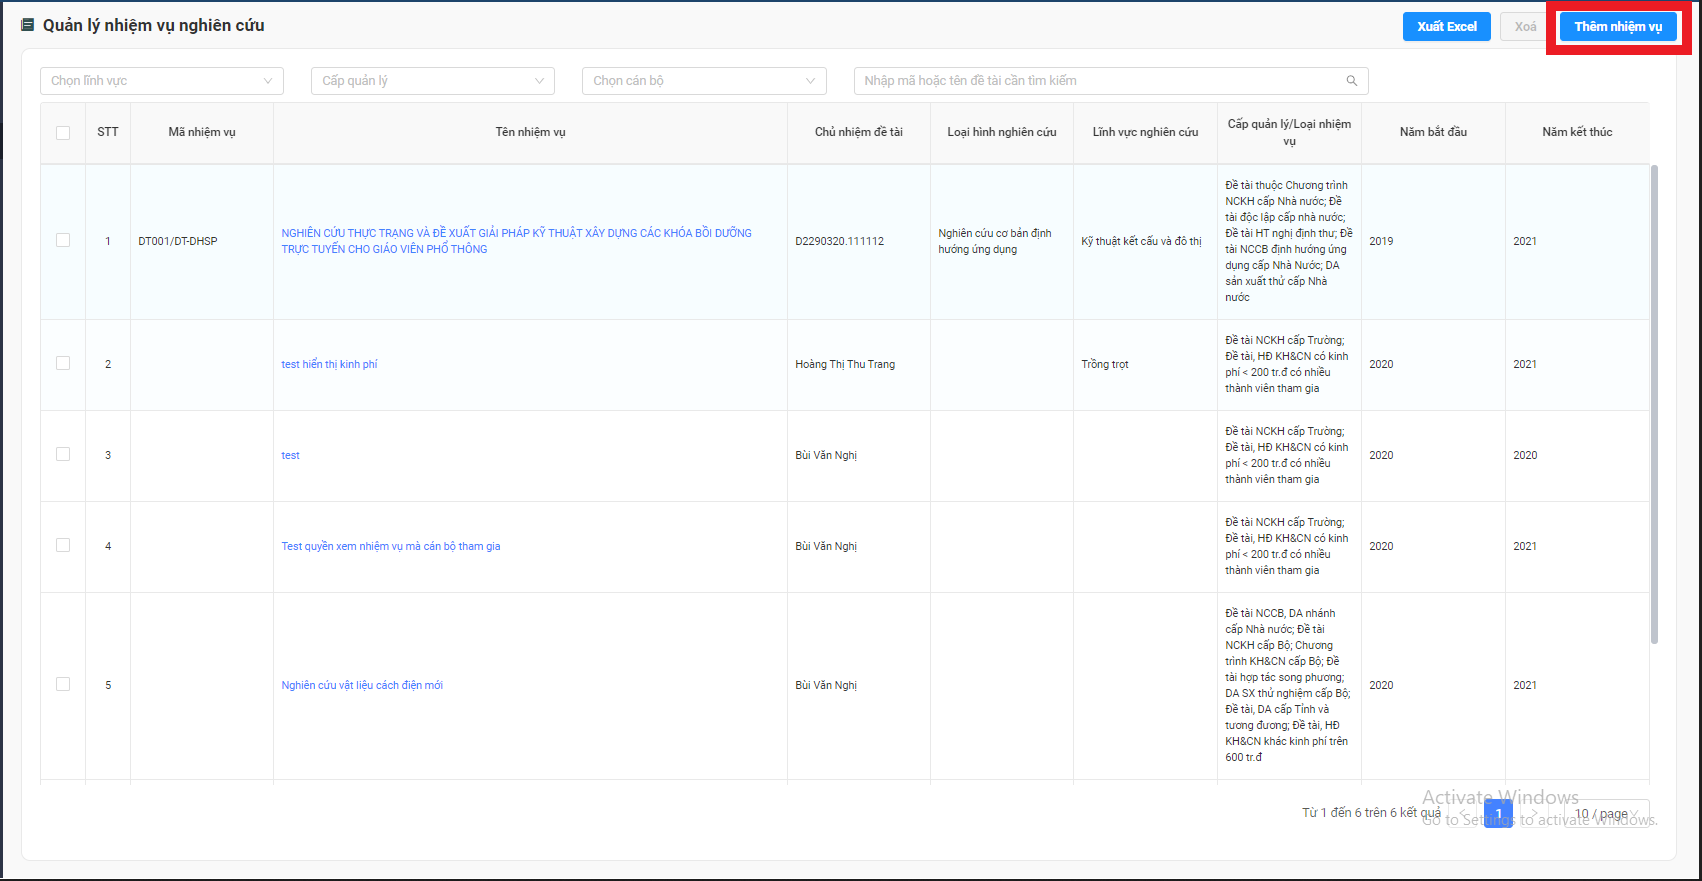 Quản lý nhiệm vụ nghiên cứu
Xuất Excel
Xoá
Thêm nhiệm vụ
Chọn lĩnh vực
Cấp quản lý
Chọn cán bộ
Nhập mã hoặc tên đề tài cần tìm kiếm
STT
Mã nhiệm vụ
Tên nhiệm vụ
Chủ nhiệm đề tài
Loại hình nghiên cứu
Lĩnh vực nghiên cứu
Cấp quản lý/Loại nhiệm
vụ
Năm bắt đầu
Năm kết thúc
1
DT001/DT-DHSP
NGHIÊN CỨU THỰC TRẠNG VÀ ĐỀ XUẤT GIẢI PHÁP KỸ THUẬT XÂY DỰNG CÁC KHÓA BỒI DƯỠNG
TRỰC TUYẾN CHO GIÁO VIÊN PHỔ THÔNG
D2290320.111112
Nghiên cứu cơ bản định
hướng ứng dụng
Kỹ thuật kết cấu và đô thị
Đề tài thuộc Chương trình
NCKH cấp Nhà nước; Đề
tài độc lập cấp nhà nước;
Đề tài HT nghị định thư; Đề
tài NCCB định hướng ứng
dụng cấp Nhà Nước; DA
sản xuất thử cấp Nhà
nước
2019
2021
2
test hiển thị kinh phí
Hoàng Thị Thu Trang
Trồng trọt
Đề tài NCKH cấp Trường;
Đề tài, HĐ KH&CN có kinh
phí < 200 tr.đ có nhiều
thành viên tham gia
2020
2021
3
test
Bùi Văn Nghị
Đề tài NCKH cấp Trường;
Đề tài, HĐ KH&CN có kinh
phí < 200 tr.đ có nhiều
thành viên tham gia
2020
2020
4
Test quyền xem nhiệm vụ mà cán bộ tham gia
Bùi Văn Nghị
Đề tài NCKH cấp Trường;
Đề tài, HĐ KH&CN có kinh
phí < 200 tr.đ có nhiều
thành viên tham gia
2020
2021
5
Nghiên cứu vật liệu cách điện mới
Bùi Văn Nghị
Đề tài NCCB, DA nhánh
cấp Nhà nước; Đề tài
NCKH cấp Bộ; Chương
trình KH&CN cấp Bộ; Đề
tài hợp tác song phương;
DA SX thử nghiệm cấp Bộ;
Đề tài, DA cấp Tỉnh và
tương đương; Đề tài, HĐ
KH&CN khác kinh phí trên
600 tr.đ
2020
2021
Từ 1 đến 6 trên 6 kết quả
1
10 / page
Activate Windows
Go to Settings to activate Windows.